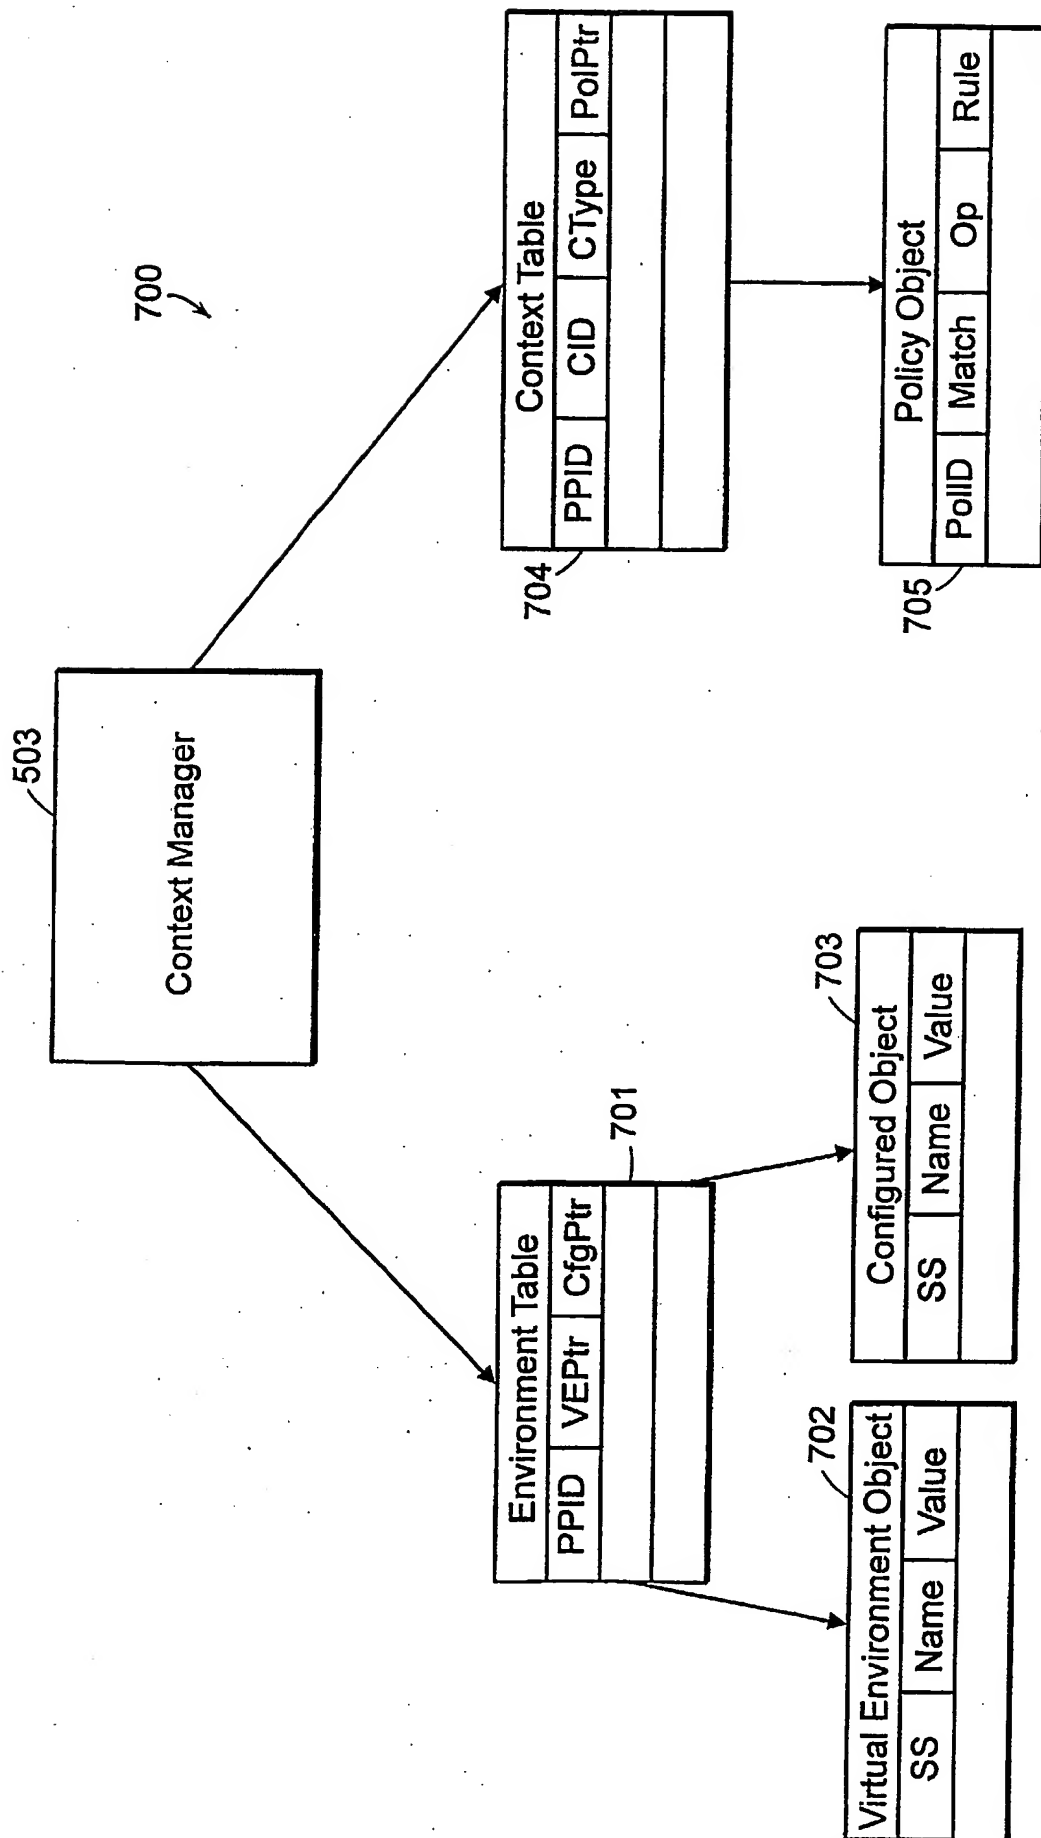 700
503
Context Manager
Environment Table
PPID VEPtr CfgPtr
701
Context Table
PPID CID CType PolPtr
704
Virtual Environment Object
SS Name Value
702
Configured Object
SS Name Value
703
Policy Object
PolID Match Op Rule
705